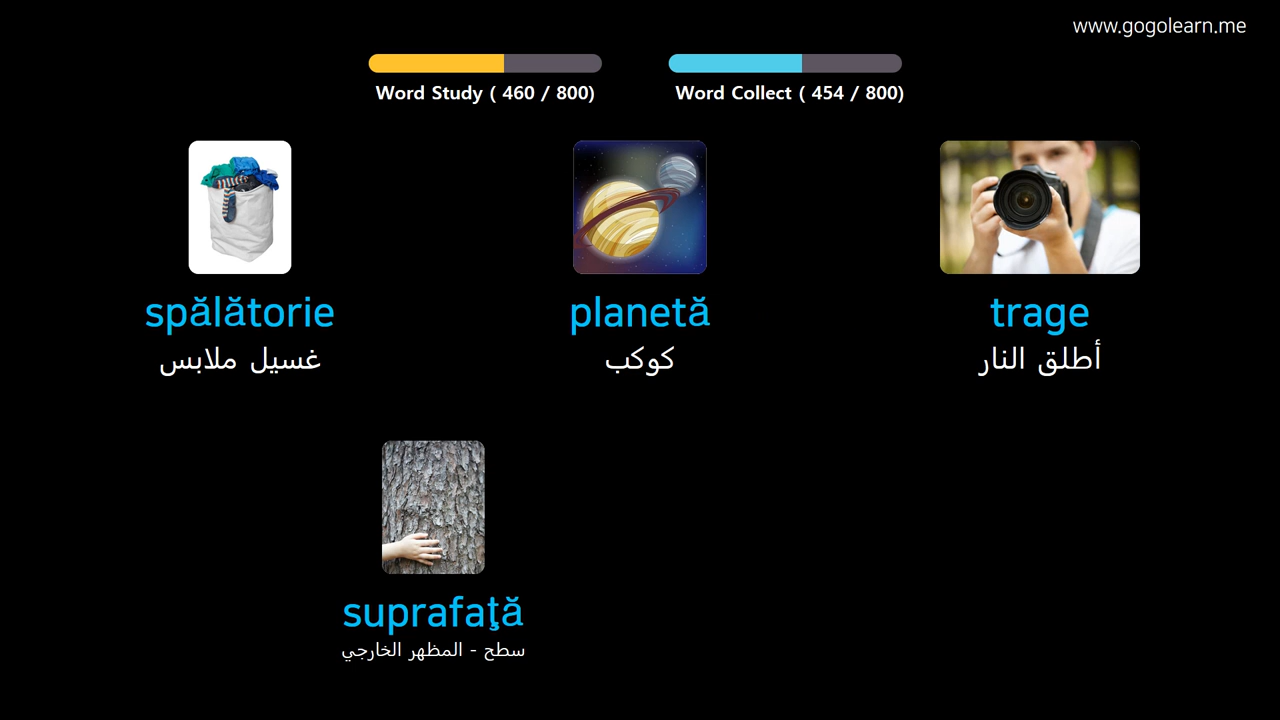 www.gogolearn.me
Word Study ( 460 / 800)
Word Collect ( 454 / 800)
spălătorie
غسيل ملابس
planetă
كوكب
trage
أطلق النار
suprafaţă
سطح - المظهر الخارجي